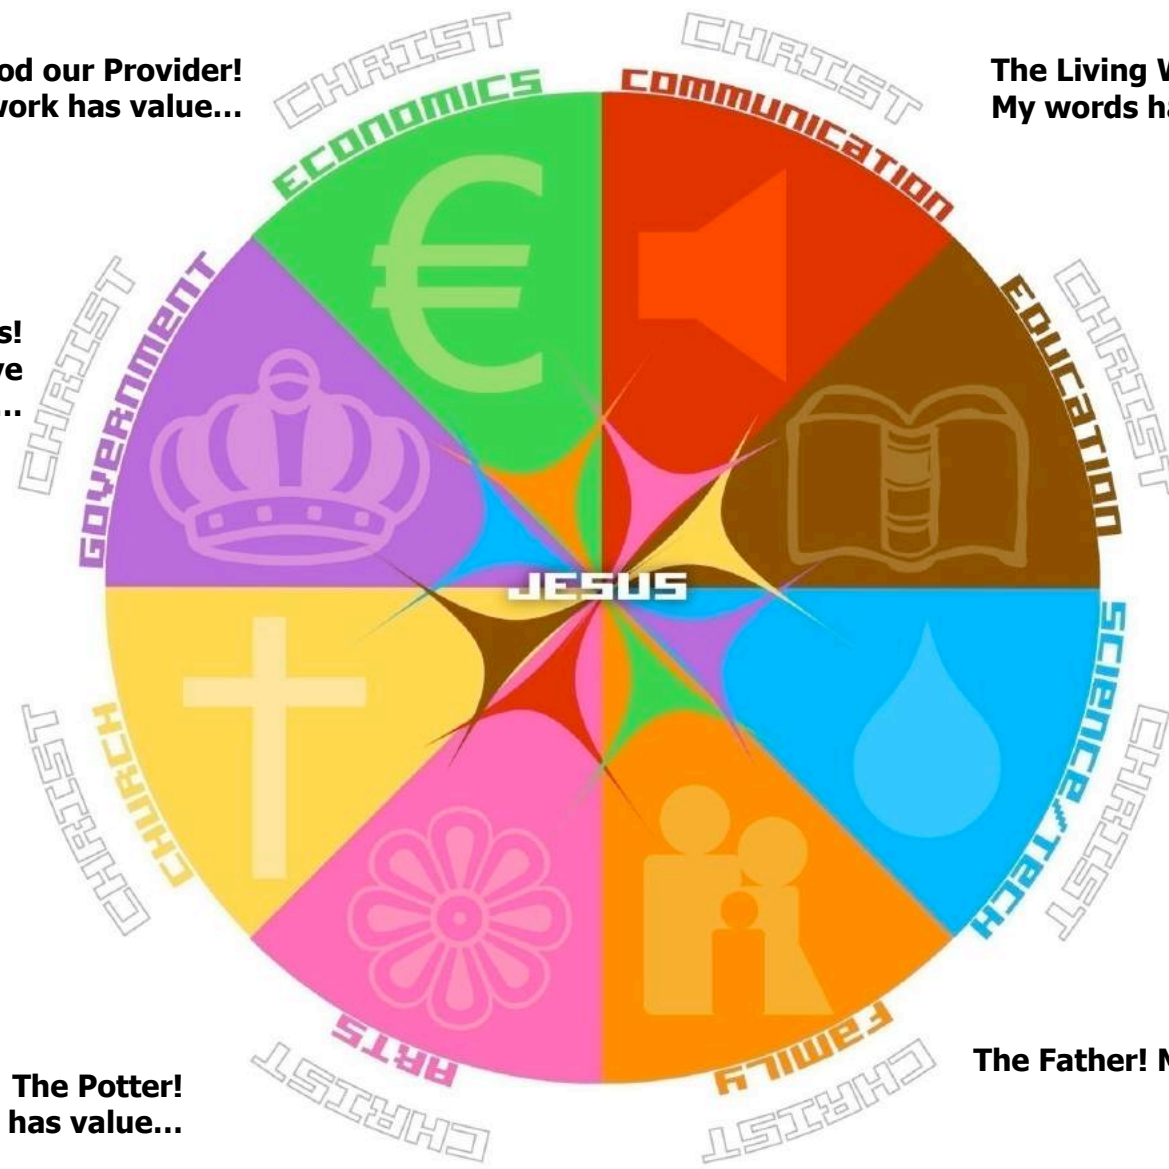 CHRIST
CHRIST
od our Provider!
work has value...
The Living W
My words ha
ECONOMICS
COMMUNICATION
CHRIST
CHRIST
GOVERNMENT
EDUCATION
s!
ve
...
JESUS
CHURCH
SCIENCE/TECH
CHRIST
CHRIST
ARTS
FAMILY
CHRIST
CHRIST
The Potter!
has value...
The Father! M